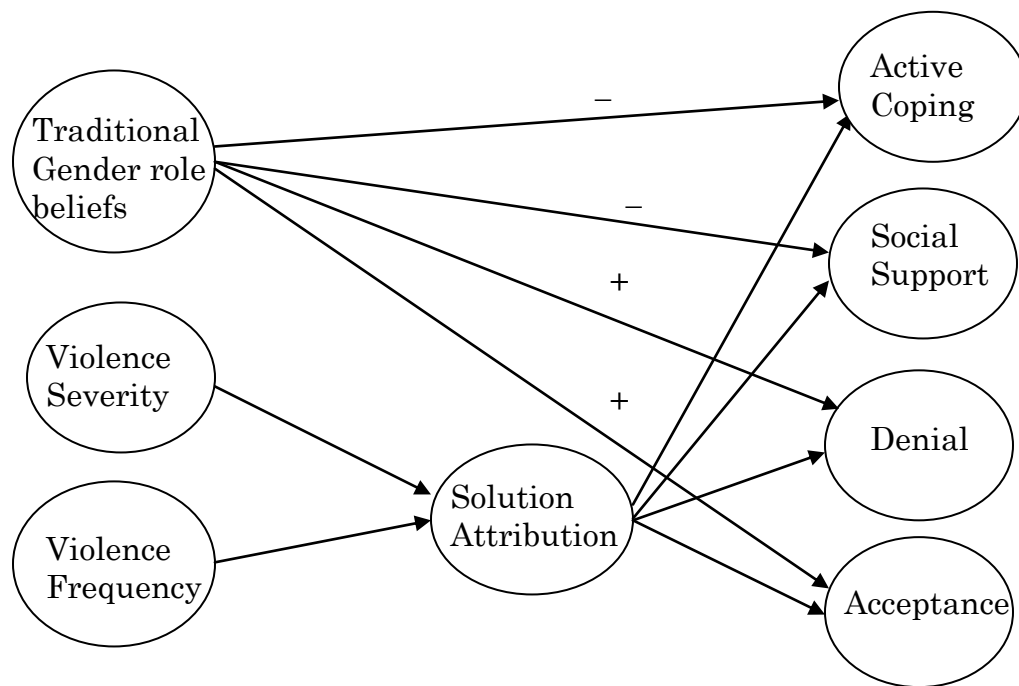 Traditional
Gender role
beliefs
Violence
Severity
Violence
Frequency
Solution
Attribution
–
–
+
+
Active
Coping
Social
Support
Denial
Acceptance